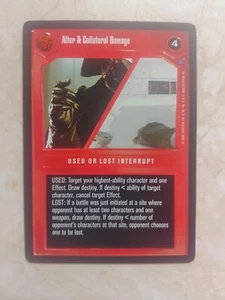 Alter & Collateral Damage
4
USED OR LOST INTERRUPT
USED: Target your highest-ability character and one
Effect. Draw destiny. If destiny < ability of target
character, cancel target Effect.
LOST: If a battle was just initiated at a site where
opponent has at least two characters and one
weapon, draw destiny. If destiny < number of
opponent's characters at that site, opponent chooses
one to be lost.